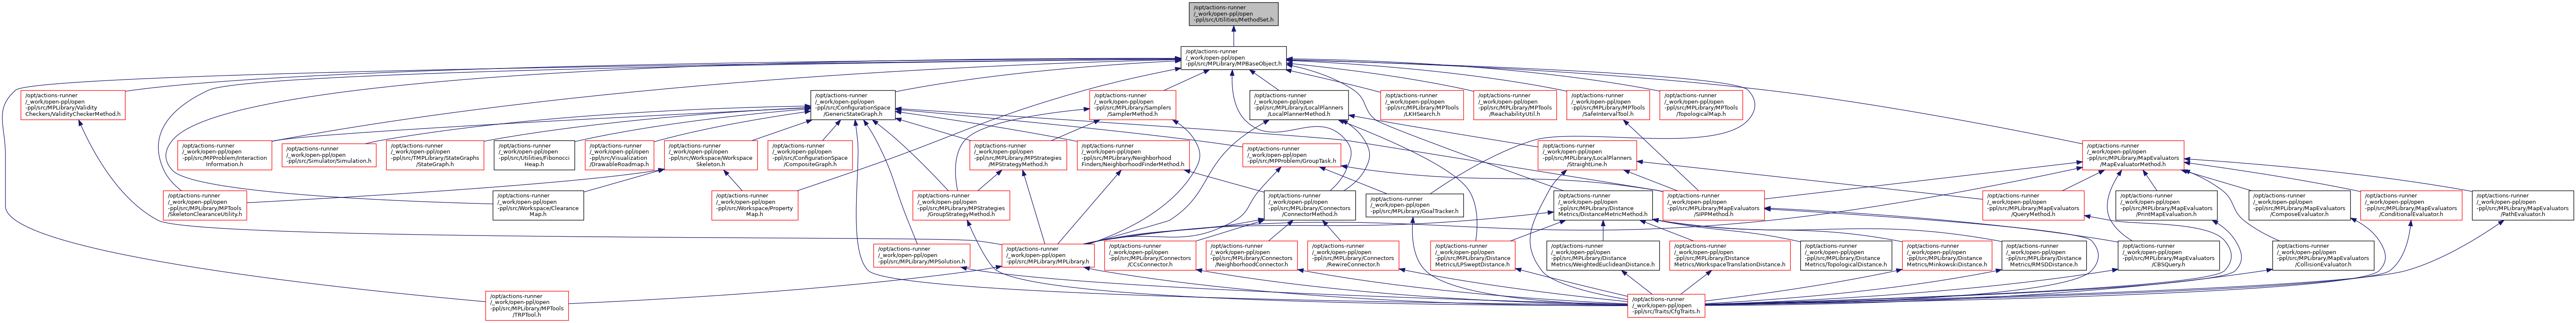 /opt/actions-runner
/_work/open-ppl/open
-ppl/src/Utilities/MethodSet.h
/opt/actions-runner
/_work/open-ppl/open
-ppl/src/MPLibrary/MPBaseObject.h
/opt/actions-runner
/_work/open-ppl/open
-ppl/src/MPLibrary/Validity
Checkers/ValidityCheckerMethod.h
/opt/actions-runner
/_work/open-ppl/open
-ppl/src/ConfigurationSpace
/GenericStateGraph.h
/opt/actions-runner
/_work/open-ppl/open
-ppl/src/MPLibrary/Samplers
/SamplerMethod.h
/opt/actions-runner
/_work/open-ppl/open
-ppl/src/MPLibrary/LocalPlanners
/LocalPlannerMethod.h
/opt/actions-runner
/_work/open-ppl/open
-ppl/src/MPLibrary/MPTools
/LKHSearch.h
/opt/actions-runner
/_work/open-ppl/open
-ppl/src/MPLibrary/MPTools
/ReachabilityUtil.h
/opt/actions-runner
/_work/open-ppl/open
-ppl/src/MPLibrary/MPTools
/SafeIntervalTool.h
/opt/actions-runner
/_work/open-ppl/open
-ppl/src/MPLibrary/MPTools
/TopologicalMap.h
/opt/actions-runner
/_work/open-ppl/open
-ppl/src/MPProblem/Interaction
Information.h
/opt/actions-runner
/_work/open-ppl/open
-ppl/src/Simulator/Simulation.h
/opt/actions-runner
/_work/open-ppl/open
-ppl/src/TMPLibrary/StateGraphs
/StateGraph.h
/opt/actions-runner
/_work/open-ppl/open
-ppl/src/Utilities/Fibonocci
Heap.h
/opt/actions-runner
/_work/open-ppl/open
-ppl/src/Visualization
/DrawableRoadmap.h
/opt/actions-runner
/_work/open-ppl/open
-ppl/src/Workspace/Workspace
Skeleton.h
/opt/actions-runner
/_work/open-ppl/open
-ppl/src/ConfigurationSpace
/CompositeGraph.h
/opt/actions-runner
/_work/open-ppl/open
-ppl/src/MPLibrary/MPStrategies
/MPStrategyMethod.h
/opt/actions-runner
/_work/open-ppl/open
-ppl/src/MPLibrary/Neighborhood
Finders/NeighborhoodFinderMethod.h
/opt/actions-runner
/_work/open-ppl/open
-ppl/src/MPProblem/GroupTask.h
/opt/actions-runner
/_work/open-ppl/open
-ppl/src/MPLibrary/LocalPlanners
/StraightLine.h
/opt/actions-runner
/_work/open-ppl/open
-ppl/src/MPLibrary/MapEvaluators
/MapEvaluatorMethod.h
/opt/actions-runner
/_work/open-ppl/open
-ppl/src/MPLibrary/MPTools
/SkeletonClearanceUtility.h
/opt/actions-runner
/_work/open-ppl/open
-ppl/src/Workspace/Clearance
Map.h
/opt/actions-runner
/_work/open-ppl/open
-ppl/src/Workspace/Property
Map.h
/opt/actions-runner
/_work/open-ppl/open
-ppl/src/MPLibrary/MPStrategies
/GroupStrategyMethod.h
/opt/actions-runner
/_work/open-ppl/open
-ppl/src/MPLibrary/Connectors
/ConnectorMethod.h
/opt/actions-runner
/_work/open-ppl/open
-ppl/src/MPLibrary/GoalTracker.h
/opt/actions-runner
/_work/open-ppl/open
-ppl/src/MPLibrary/Distance
Metrics/DistanceMetricMethod.h
/opt/actions-runner
/_work/open-ppl/open
-ppl/src/MPLibrary/MapEvaluators
/SIPPMethod.h
/opt/actions-runner
/_work/open-ppl/open
-ppl/src/MPLibrary/MapEvaluators
/QueryMethod.h
/opt/actions-runner
/_work/open-ppl/open
-ppl/src/MPLibrary/MapEvaluators
/PrintMapEvaluation.h
/opt/actions-runner
/_work/open-ppl/open
-ppl/src/MPLibrary/MapEvaluators
/ComposeEvaluator.h
/opt/actions-runner
/_work/open-ppl/open
-ppl/src/MPLibrary/MapEvaluators
/ConditionalEvaluator.h
/opt/actions-runner
/_work/open-ppl/open
-ppl/src/MPLibrary/MapEvaluators
/PathEvaluator.h
/opt/actions-runner
/_work/open-ppl/open
-ppl/src/MPLibrary/MPSolution.h
/opt/actions-runner
/_work/open-ppl/open
-ppl/src/MPLibrary/MPLibrary.h
/opt/actions-runner
/_work/open-ppl/open
-ppl/src/MPLibrary/Connectors
/CCsConnector.h
/opt/actions-runner
/_work/open-ppl/open
-ppl/src/MPLibrary/Connectors
/NeighborhoodConnector.h
/opt/actions-runner
/_work/open-ppl/open
-ppl/src/MPLibrary/Connectors
/RewireConnector.h
/opt/actions-runner
/_work/open-ppl/open
-ppl/src/MPLibrary/Distance
Metrics/LPSweptDistance.h
/opt/actions-runner
/_work/open-ppl/open
-ppl/src/MPLibrary/Distance
Metrics/WeightedEuclideanDistance.h
/opt/actions-runner
/_work/open-ppl/open
-ppl/src/MPLibrary/Distance
Metrics/WorkspaceTranslationDistance.h
/opt/actions-runner
/_work/open-ppl/open
-ppl/src/MPLibrary/Distance
Metrics/TopologicalDistance.h
/opt/actions-runner
/_work/open-ppl/open
-ppl/src/MPLibrary/Distance
Metrics/MinkowskiDistance.h
/opt/actions-runner
/_work/open-ppl/open
-ppl/src/MPLibrary/Distance
Metrics/RMSDDistance.h
/opt/actions-runner
/_work/open-ppl/open
-ppl/src/MPLibrary/MapEvaluators
/CBSQuery.h
/opt/actions-runner
/_work/open-ppl/open
-ppl/src/MPLibrary/MapEvaluators
/CollisionEvaluator.h
/opt/actions-runner
/_work/open-ppl/open
-ppl/src/MPLibrary/MPTools
/TRPTool.h
/opt/actions-runner
/_work/open-ppl/open
-ppl/src/Traits/CfgTraits.h